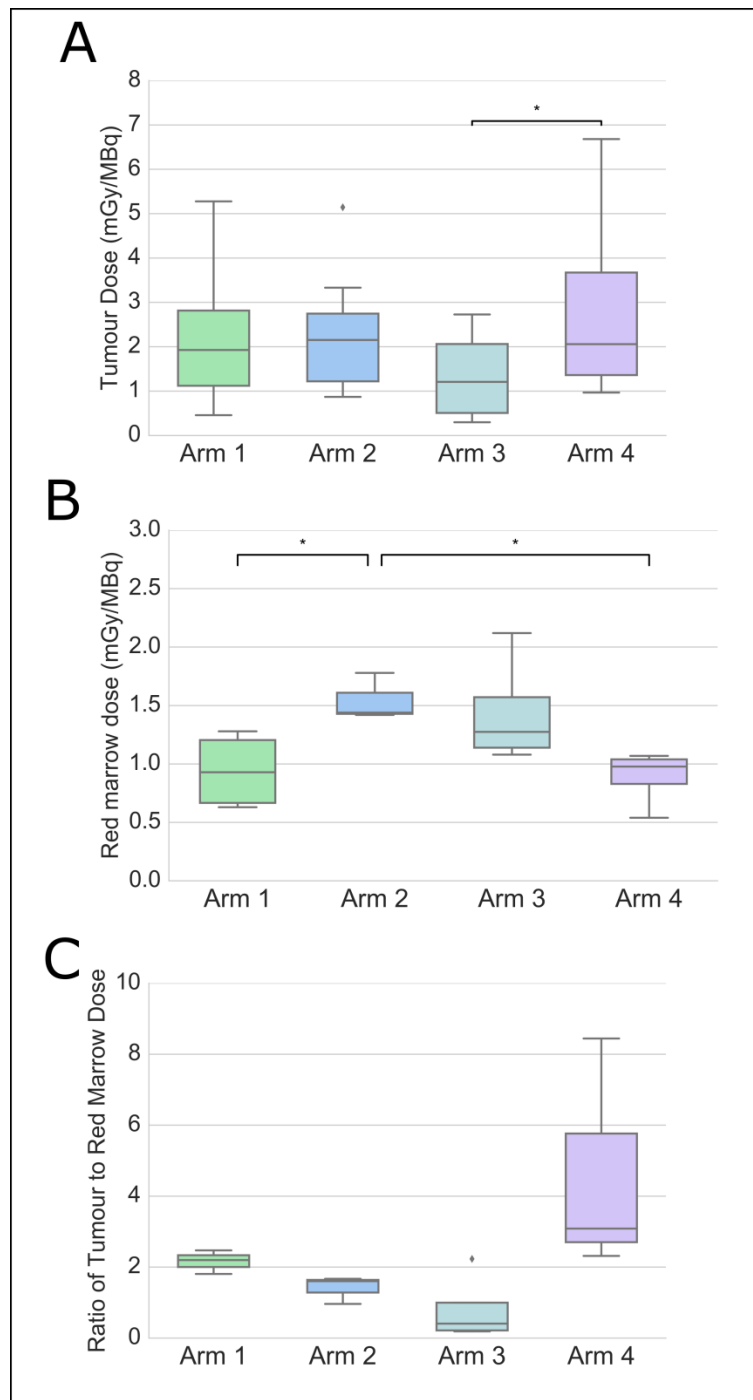 A
Tumour Dose (mGy/MBq)
8
7
6
5
4
3
2
1
0
*
Arm 1 Arm 2 Arm 3 Arm 4
B
Red marrow dose (mGy/MBq)
3.0
2.5
2.0
1.5
1.0
0.5
0.0
* *
Arm 1 Arm 2 Arm 3 Arm 4
C
Ratio of Tumour to Red Marrow Dose
10
8
6
4
2
0
Arm 1 Arm 2 Arm 3 Arm 4